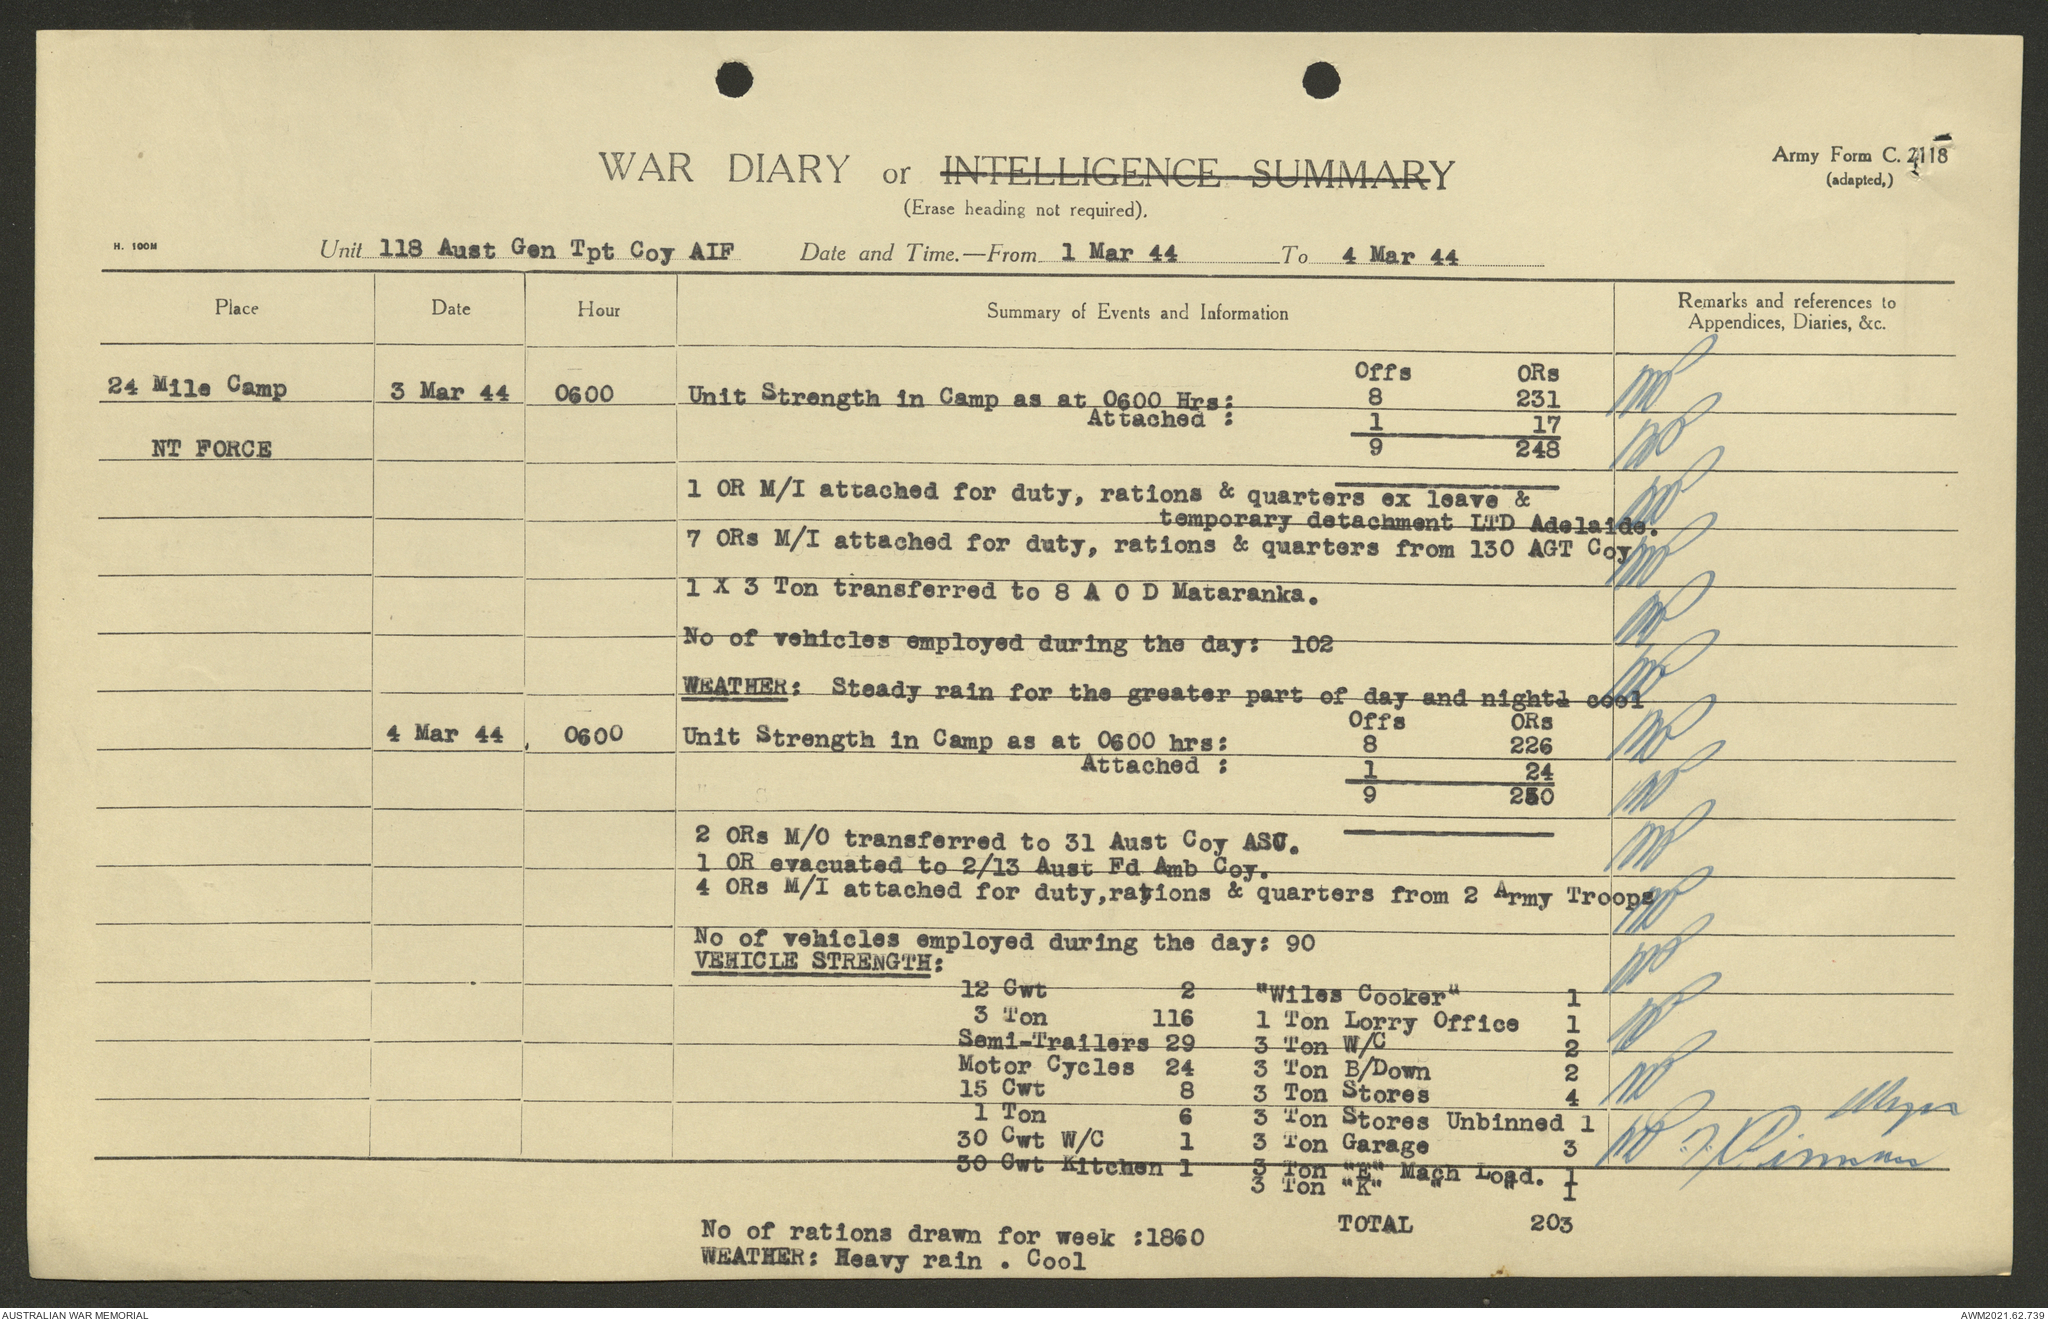 WAR DIARY or INTELLIGENCE SUMMARY
Army Form C. 2118
(adapted.)
(Erase heading not required).
H. 100M
Unit 118 Aust Gen Tpt Coy AIF Date and Time.—From 1 Mar 44 To 4 Mar 44
Place Date Hour Summary of Events and Information Remarks and references to
Appendices, Diaries, &c.
Offs ORs
24 Mile Camp 3 Mar 44 0600 Unit Strength in Camp as at 0600 Hrs: 8 231
Attached : 1 17
NT FORCE 9 248
1 OR M/I attached for duty, rations & quarters ex leave &
temporary detachment LTD Adelaide.
7 ORs M/I attached for duty, rations & quarters from 130 AGT Coy
1 X 3 Ton transferred to 8 A O D Mataranka.
No of vehicles employed during the day: 102
WEATHER: Steady rain for the greater part of day and night. cool
Offs ORs
4 Mar 44 0600 Unit Strength in Camp as at 0600 hrs: 8 226
Attached : 1 24
9 250
2 ORs M/O transferred to 31 Aust Coy ASC.
1 OR evacuated to 2/13 Aust Fd Amb Coy.
4 ORs M/I attached for duty,rations & quarters from 2 Army Troops
No of vehicles employed during the day: 90
VEHICLE STRENGTH:
12 Cwt 2 "Wiles Cooker" 1
3 Ton 116 1 Ton Lorry Office 1
Semi-Trailers 29 3 Ton W/C 2
Motor Cycles 24 3 Ton B/Down 2
15 Cwt 8 3 Ton Stores 4
1 Ton 6 3 Ton Stores Unbinned 1
30 Cwt W/C 1 3 Ton Garage 3
30 Cwt Kitchen 1 3 Ton "E" Mach Load. 1
3 Ton "K" " " 1
TOTAL 203
No of rations drawn for week :1860
WEATHER: Heavy rain . Cool
AUSTRALIAN WAR MEMORIAL AWM2021.62.739